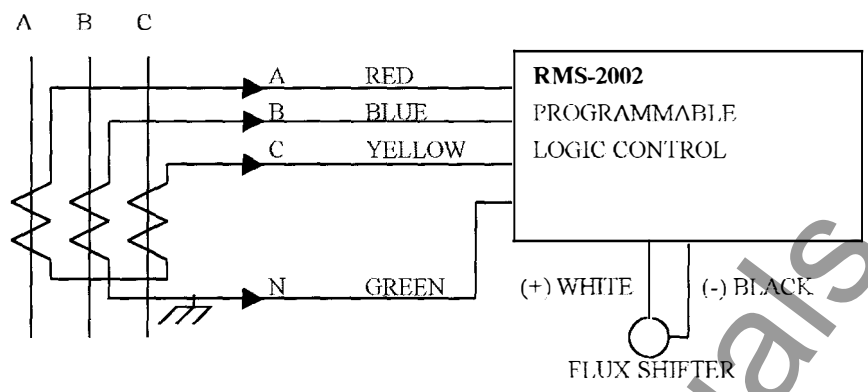 A B C
A RED
B BLUE
C YELLOW
N GREEN
RMS-2002
PROGRAMMABLE
LOGIC CONTROL
(+) WHITE (-) BLACK
FLUX SHIFTER